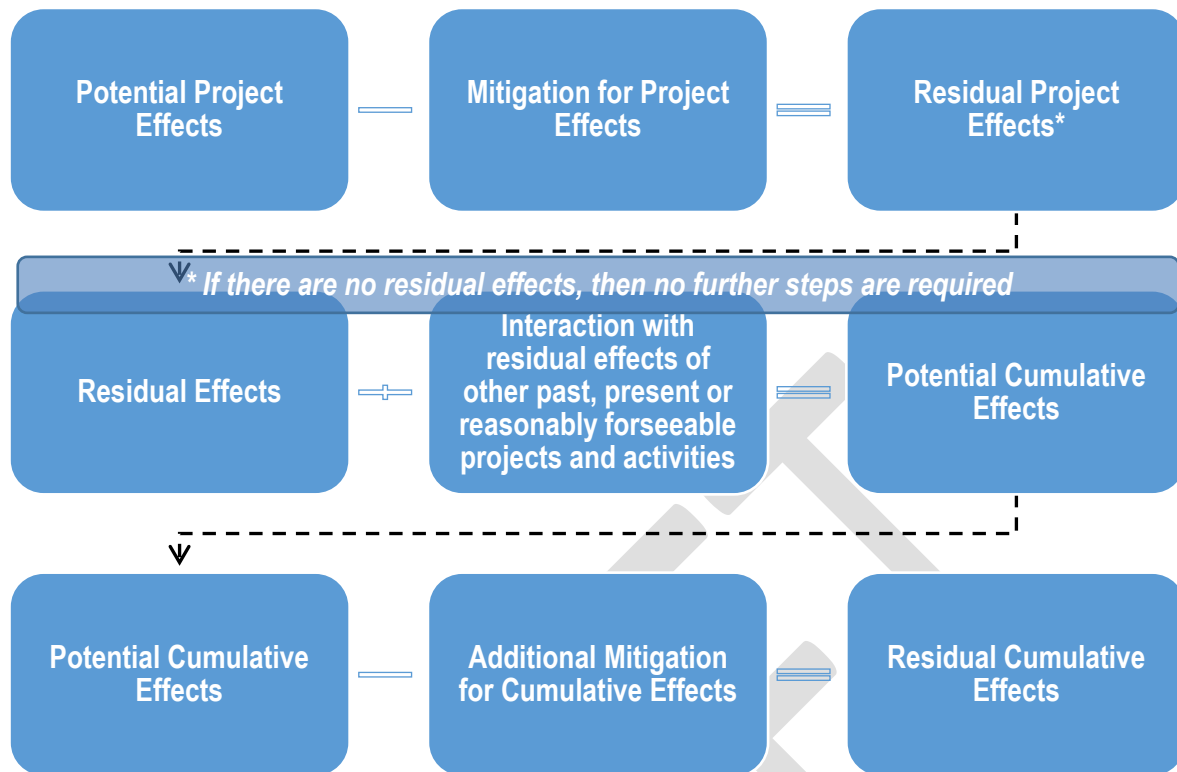 Potential Project
Effects
Mitigation for Project
Effects
Residual Project
Effects*
* If there are no residual effects, then no further steps are required
Residual Effects
Interaction with
residual effects of
other past, present or
reasonably forseeable
projects and activities
Potential Cumulative
Effects
Potential Cumulative
Effects
Additional Mitigation
for Cumulative Effects
Residual Cumulative
Effects